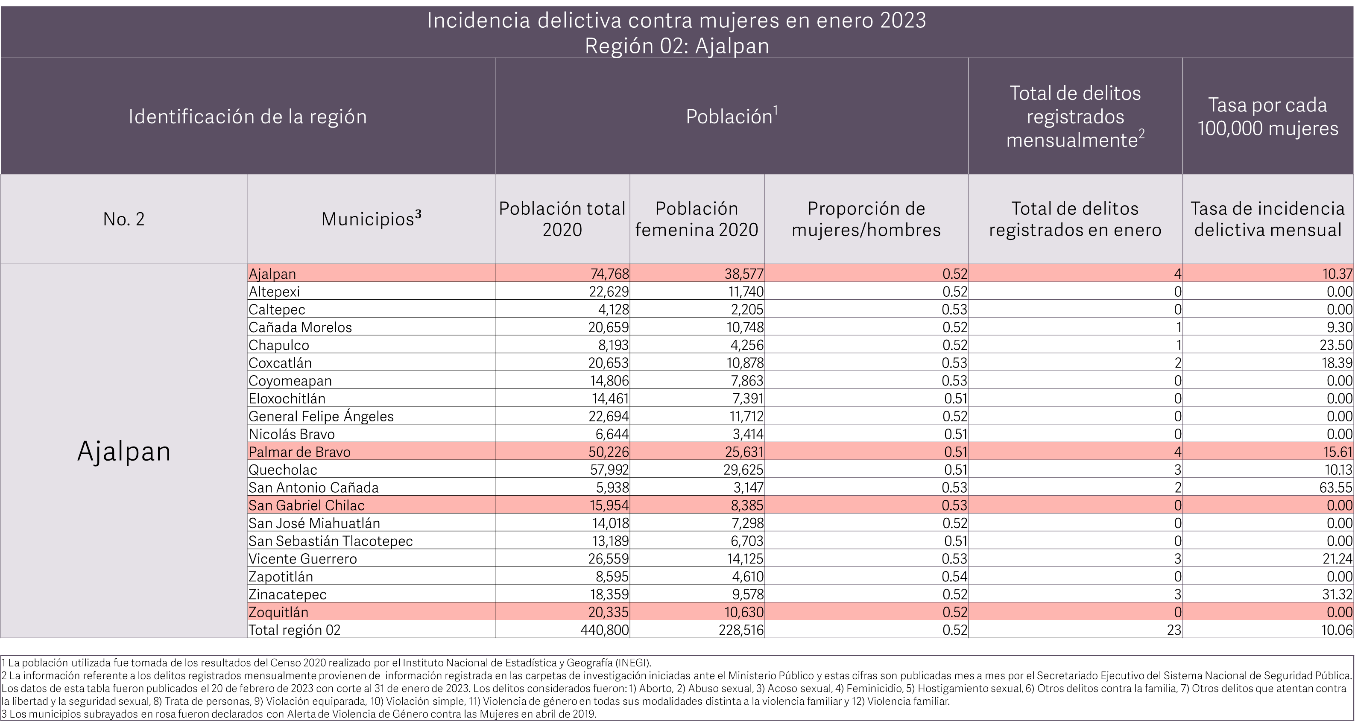 Incidencia delictiva contra mujeres en enero 2023
Región 02: Ajalpan
Identificación de la región Población1 Total de delitos registrados mensualmente2 Tasa por cada 100,000 mujeres
No. 2 Municipios3 Población total 2020 Población femenina 2020 Proporción de mujeres/hombres Total de delitos registrados en enero Tasa de incidencia delictiva mensual
Ajalpan
Ajalpan 74,768 38,577 0.52 4 10.37
Altepexi 22,629 11,740 0.52 0 0.00
Caltepec 4,128 2,205 0.53 0 0.00
Cañada Morelos 20,659 10,748 0.52 1 9.30
Chapulco 8,193 4,256 0.52 1 23.50
Coxcatlán 20,653 10,878 0.53 2 18.39
Coyomeapan 14,806 7,863 0.53 0 0.00
Eloxochitlán 14,461 7,391 0.51 0 0.00
General Felipe Ángeles 22,694 11,712 0.52 0 0.00
Nicolás Bravo 6,644 3,414 0.51 0 0.00
Palmar de Bravo 50,226 25,631 0.51 4 15.61
Quecholac 57,992 29,625 0.51 3 10.13
San Antonio Cañada 5,938 3,147 0.53 2 63.55
San Gabriel Chilac 15,954 8,385 0.53 0 0.00
San José Miahuatlán 14,018 7,298 0.52 0 0.00
San Sebastián Tlacotepec 13,189 6,703 0.51 0 0.00
Vicente Guerrero 26,559 14,125 0.53 3 21.24
Zapotitlán 8,595 4,610 0.54 0 0.00
Zinacatepec 18,359 9,578 0.52 3 31.32
Zoquitlán 20,335 10,630 0.52 0 0.00
Total región 02 440,800 228,516 0.52 23 10.06
1 La población utilizada fue tomada de los resultados del Censo 2020 realizado por el Instituto Nacional de Estadística y Geografía (INEGI).
2 La información referente a los delitos registrados mensualmente provienen de información registrada en las carpetas de investigación iniciadas ante el Ministerio Público y estas cifras son publicadas mes a mes por el Secretariado Ejecutivo del Sistema Nacional de Seguridad Pública.
Los datos de esta tabla fueron publicados el 20 de febrero de 2023 con corte al 31 de enero de 2023. Los delitos considerados fueron: 1) Aborto, 2) Abuso sexual, 3) Acoso sexual, 4) Feminicidio, 5) Hostigamiento sexual, 6) Otros delitos contra la familia, 7) Otros delitos que atentan contra
la libertad y la seguridad sexual, 8) Trata de personas, 9) Violación equiparada, 10) Violación simple, 11) Violencia de género en todas sus modalidades distinta a la violencia familiar y 12) Violencia familiar.
3 Los municipios subrayados en rosa fueron declarados con Alerta de Violencia de Género contra las Mujeres en abril de 2019.